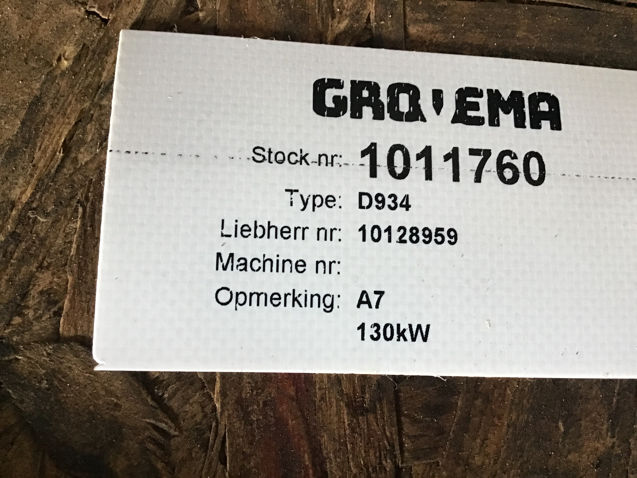 GROVEMA
Stock nr: 1011760
Type: D934
Liebherr nr: 10128959
Machine nr:
Opmerking: A7
130kW